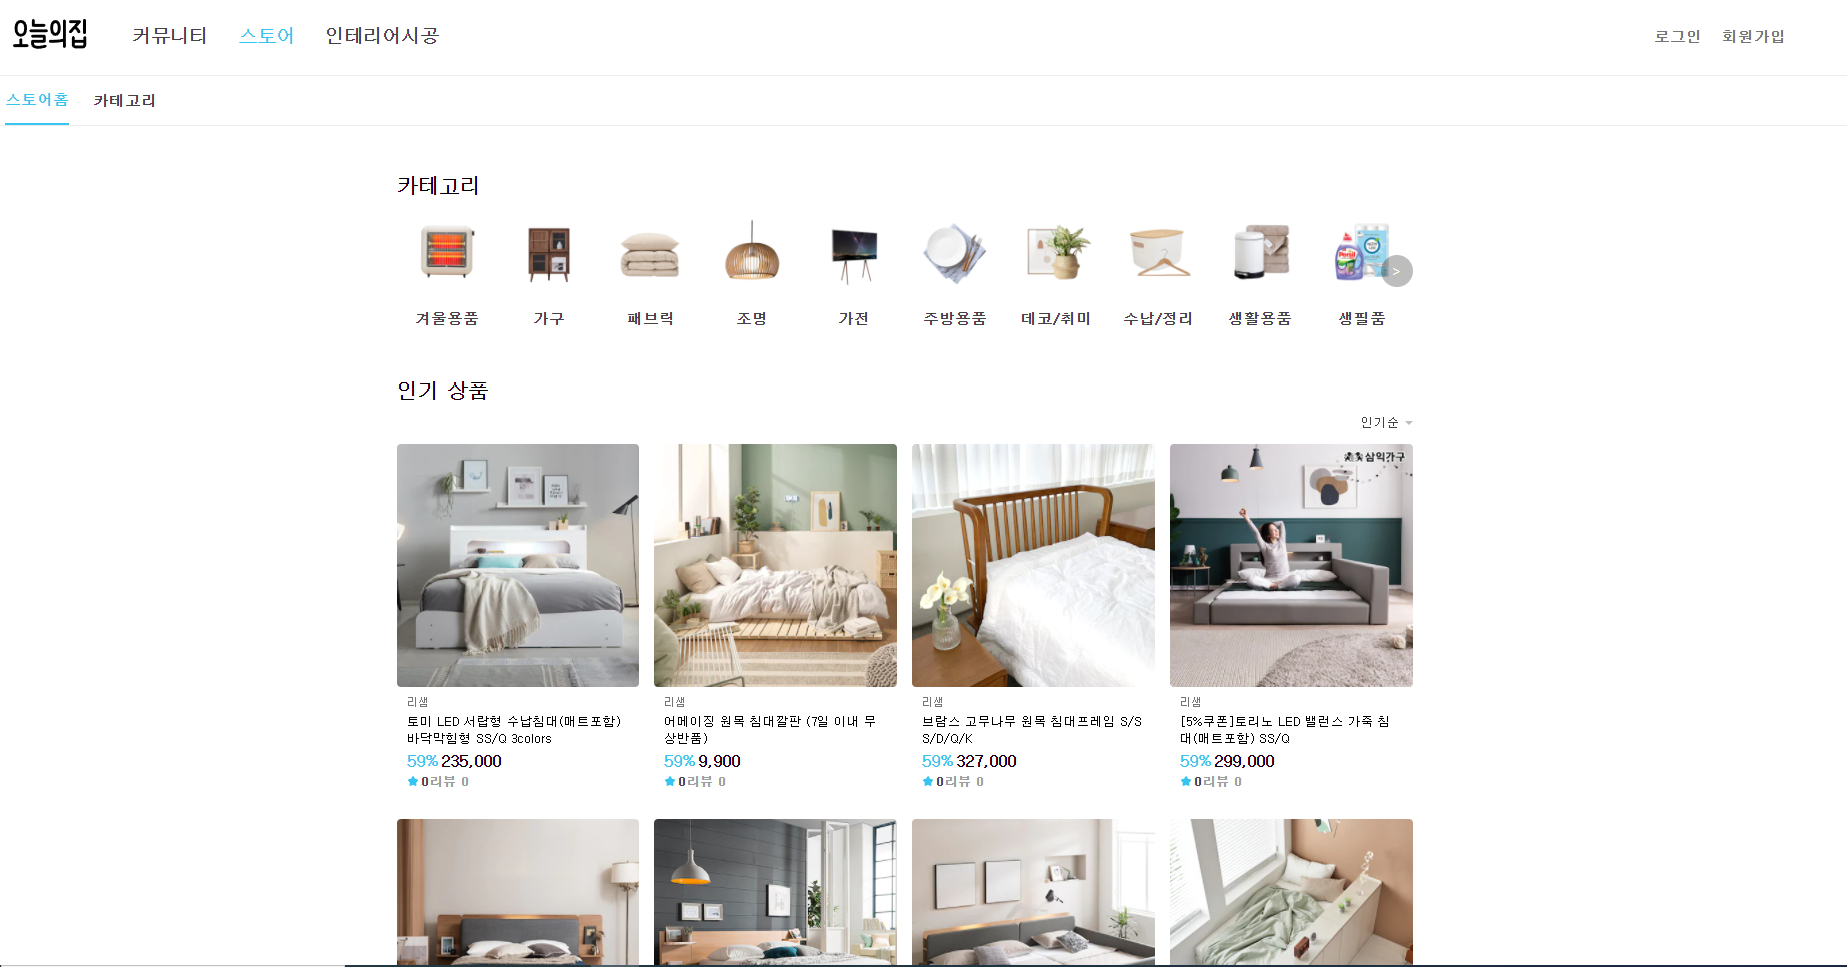 오늘의집 커뮤니티 스토어 인테리어시공 로그인 회원가입
스토어홈 카테고리
카테고리
>
겨울용품 가구 패브릭 조명 가전 주방용품 데코/취미 수납/정리 생활용품 생필품
인기 상품
인기순
삼익가구
리샘
토미 LED 서랍형 수납침대(매트포함)
바닥막힘형 SS/Q 3colors
59% 235,000
0리뷰 0
리샘
어메이징 원목 침대깔판 (7일 이내 무
상반품)
59% 9,900
0리뷰 0
리샘
브람스 고무나무 원목 침대프레임 S/S
S/D/Q/K
59% 327,000
0리뷰 0
리샘
[5%쿠폰]토리노 LED 밸런스 가죽 침
대(매트포함) SS/Q
59% 299,000
0리뷰 0